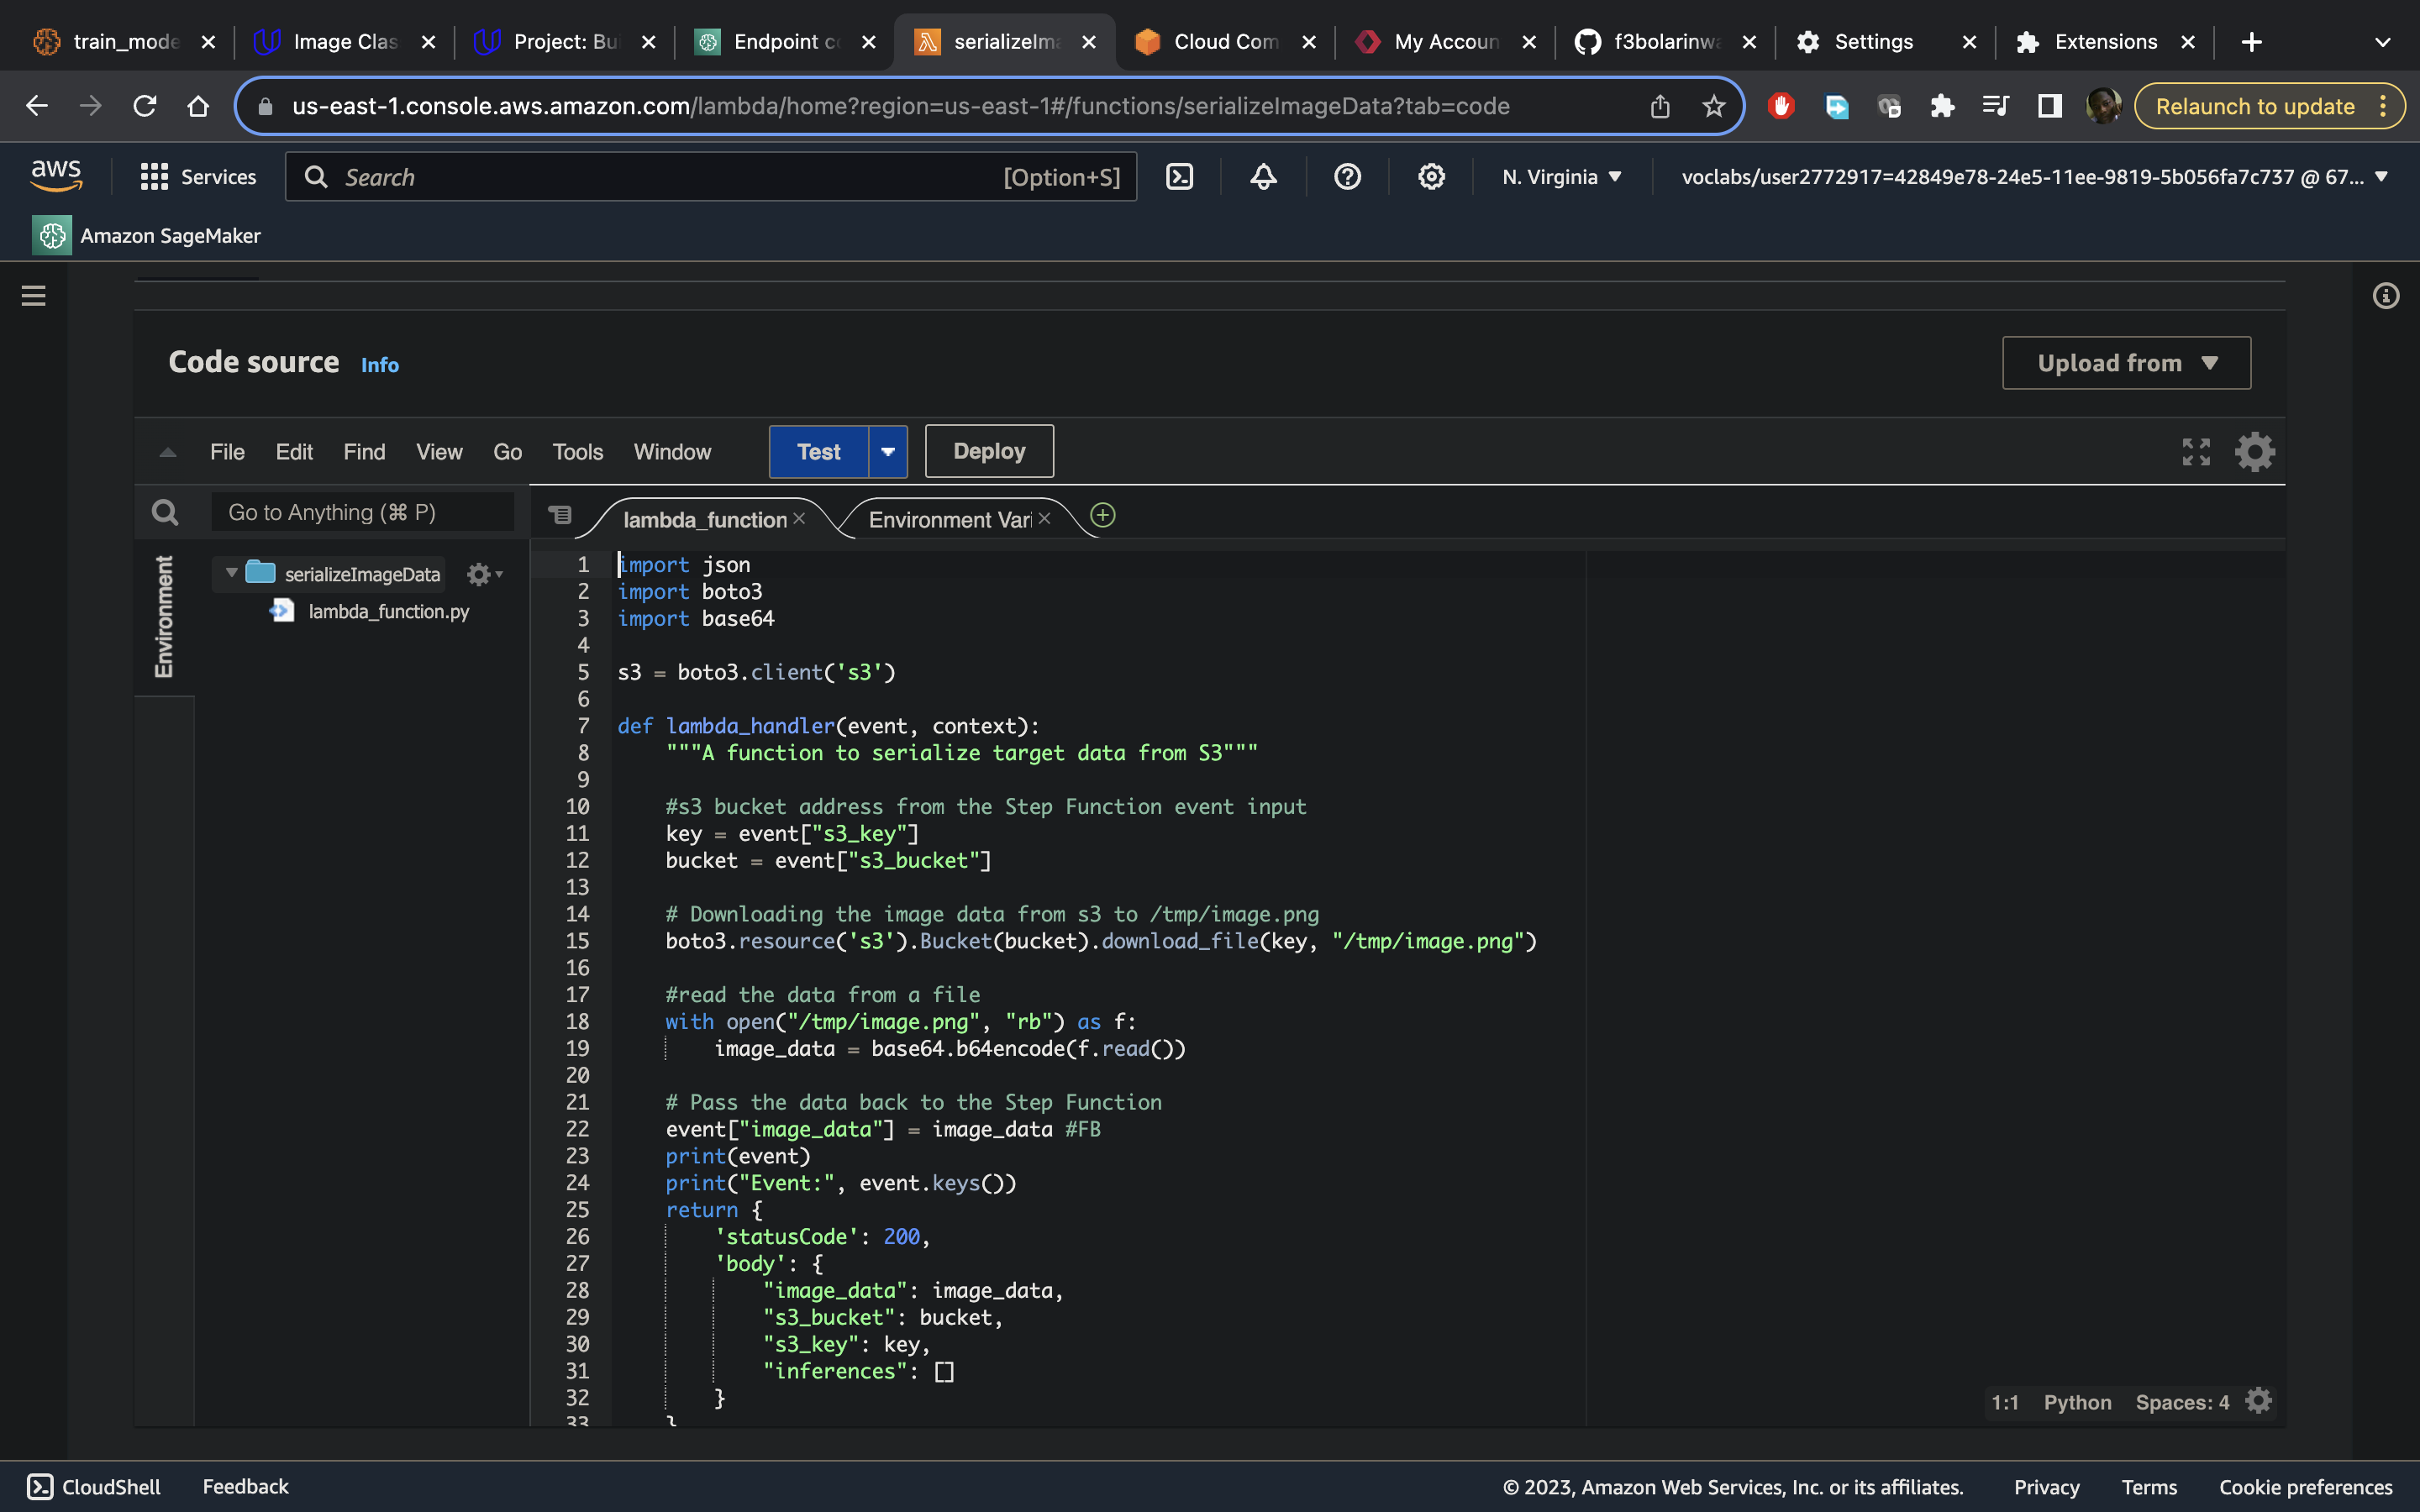 train_mode
Image Clas
Project: Bui
Endpoint co
serializeIma
Cloud Com
My Accoun
f3bolarinwa
Settings
Extensions
us-east-1.console.aws.amazon.com/lambda/home?region=us-east-1#/functions/serializeImageData?tab=code
Relaunch to update
aws
Services
Search
[Option+S]
N. Virginia
voclabs/user2772917=42849e78-24e5-11ee-9819-5b056fa7c737 @ 67...
Amazon SageMaker
Code source Info
Upload from
File Edit Find View Go Tools Window
Test
Deploy
Go to Anything (⌘ P)
lambda_function
Environment Vari
Environment
serializeImageData
lambda_function.py
1 import json
2 import boto3
3 import base64
4
5 s3 = boto3.client('s3')
6
7 def lambda_handler(event, context):
8     """A function to serialize target data from S3"""
9
10     #s3 bucket address from the Step Function event input
11     key = event["s3_key"]
12     bucket = event["s3_bucket"]
13
14     # Downloading the image data from s3 to /tmp/image.png
15     boto3.resource('s3').Bucket(bucket).download_file(key, "/tmp/image.png")
16
17     #read the data from a file
18     with open("/tmp/image.png", "rb") as f:
19         image_data = base64.b64encode(f.read())
20
21     # Pass the data back to the Step Function
22     event["image_data"] = image_data #FB
23     print(event)
24     print("Event:", event.keys())
25     return {
26         'statusCode': 200,
27         'body': {
28             "image_data": image_data,
29             "s3_bucket": bucket,
30             "s3_key": key,
31             "inferences": []
32         }
33     }
1:1 Python Spaces: 4
CloudShell
Feedback
© 2023, Amazon Web Services, Inc. or its affiliates.
Privacy
Terms
Cookie preferences